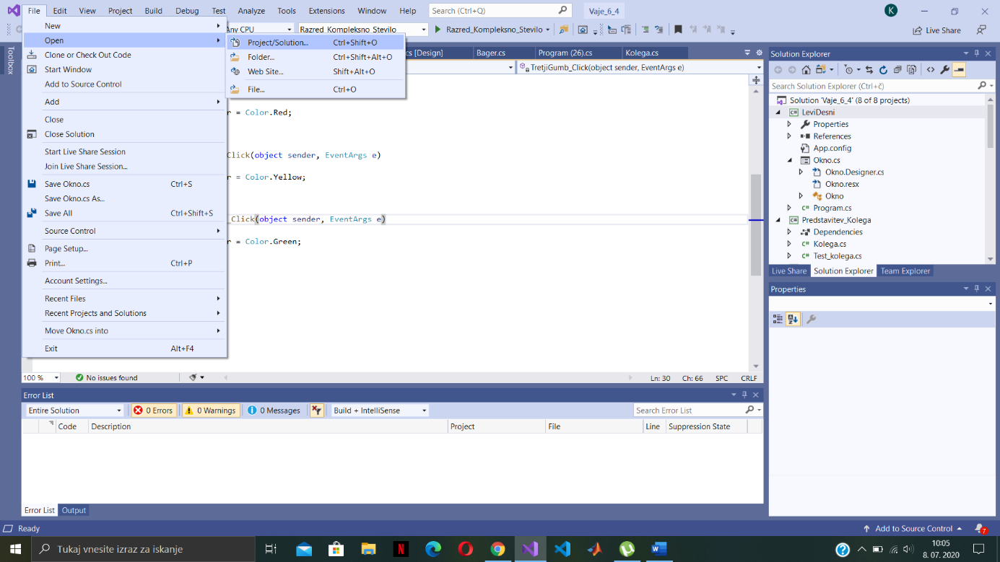 File Edit View Project Build Debug Test Analyze Tools Extensions Window Help Search (Ctrl+Q) Vaje_6_4 K
Any CPU Razred_Kompleksno_Stevilo Razred_Kompleksno_Stevilo Live Share
New
Open
Clone or Check Out Code
Start Window
Add to Source Control
Add
Close
Close Solution
Start Live Share Session
Join Live Share Session...
Save Okno.cs Ctrl+S
Save Okno.cs As...
Save All Ctrl+Shift+S
Source Control
Page Setup...
Print... Ctrl+P
Account Settings...
Recent Files
Recent Projects and Solutions
Move Okno.cs into
Exit Alt+F4
Project/Solution... Ctrl+Shift+O
Folder... Ctrl+Shift+Alt+O
Web Site... Shift+Alt+O
File... Ctrl+O
Toolbox
cs [Design] Bager.cs Program (26).cs Kolega.cs
TretjiGumb_Click(object sender, EventArgs e)
r = Color.Red;
Click(object sender, EventArgs e)
r = Color.Yellow;
_Click(object sender, EventArgs e)
r = Color.Green;
100 % No issues found Ln: 30 Ch: 66 SPC CRLF
Solution Explorer
Search Solution Explorer (Ctrl+č)
Solution 'Vaje_6_4' (8 of 8 projects)
LeviDesni
Properties
References
App.config
Okno.cs
Okno.Designer.cs
Okno.resx
Okno
Program.cs
Predstavitev_Kolega
Dependencies
Kolega.cs
Test_kolega.cs
Live Share Solution Explorer Team Explorer
Properties
Error List
Entire Solution 0 Errors 0 Warnings 0 Messages Build + IntelliSense Search Error List
Code Description Project File Line Suppression State
Error List Output
Ready Add to Source Control 7
Tukaj vnesite izraz za iskanje 10:05
8. 07. 2020